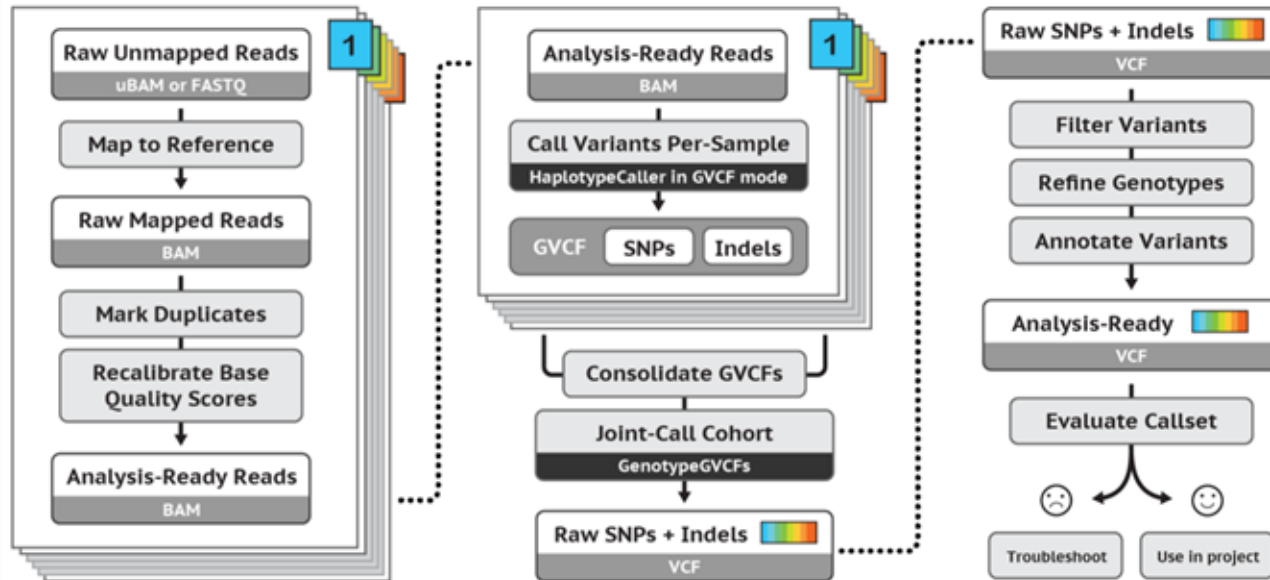 1
Raw Unmapped Reads
uBAM or FASTQ
Map to Reference
Raw Mapped Reads
BAM
Mark Duplicates
Recalibrate Base
Quality Scores
Analysis-Ready Reads
BAM
1
Analysis-Ready Reads
BAM
Call Variants Per-Sample
HaplotypeCaller in GVCF mode
GVCF SNPs Indels
Consolidate GVCFs
Joint-Call Cohort
GenotypeGVCFs
Raw SNPs + Indels
VCF
Raw SNPs + Indels
VCF
Filter Variants
Refine Genotypes
Annotate Variants
Analysis-Ready
VCF
Evaluate Callset
Troubleshoot Use in project